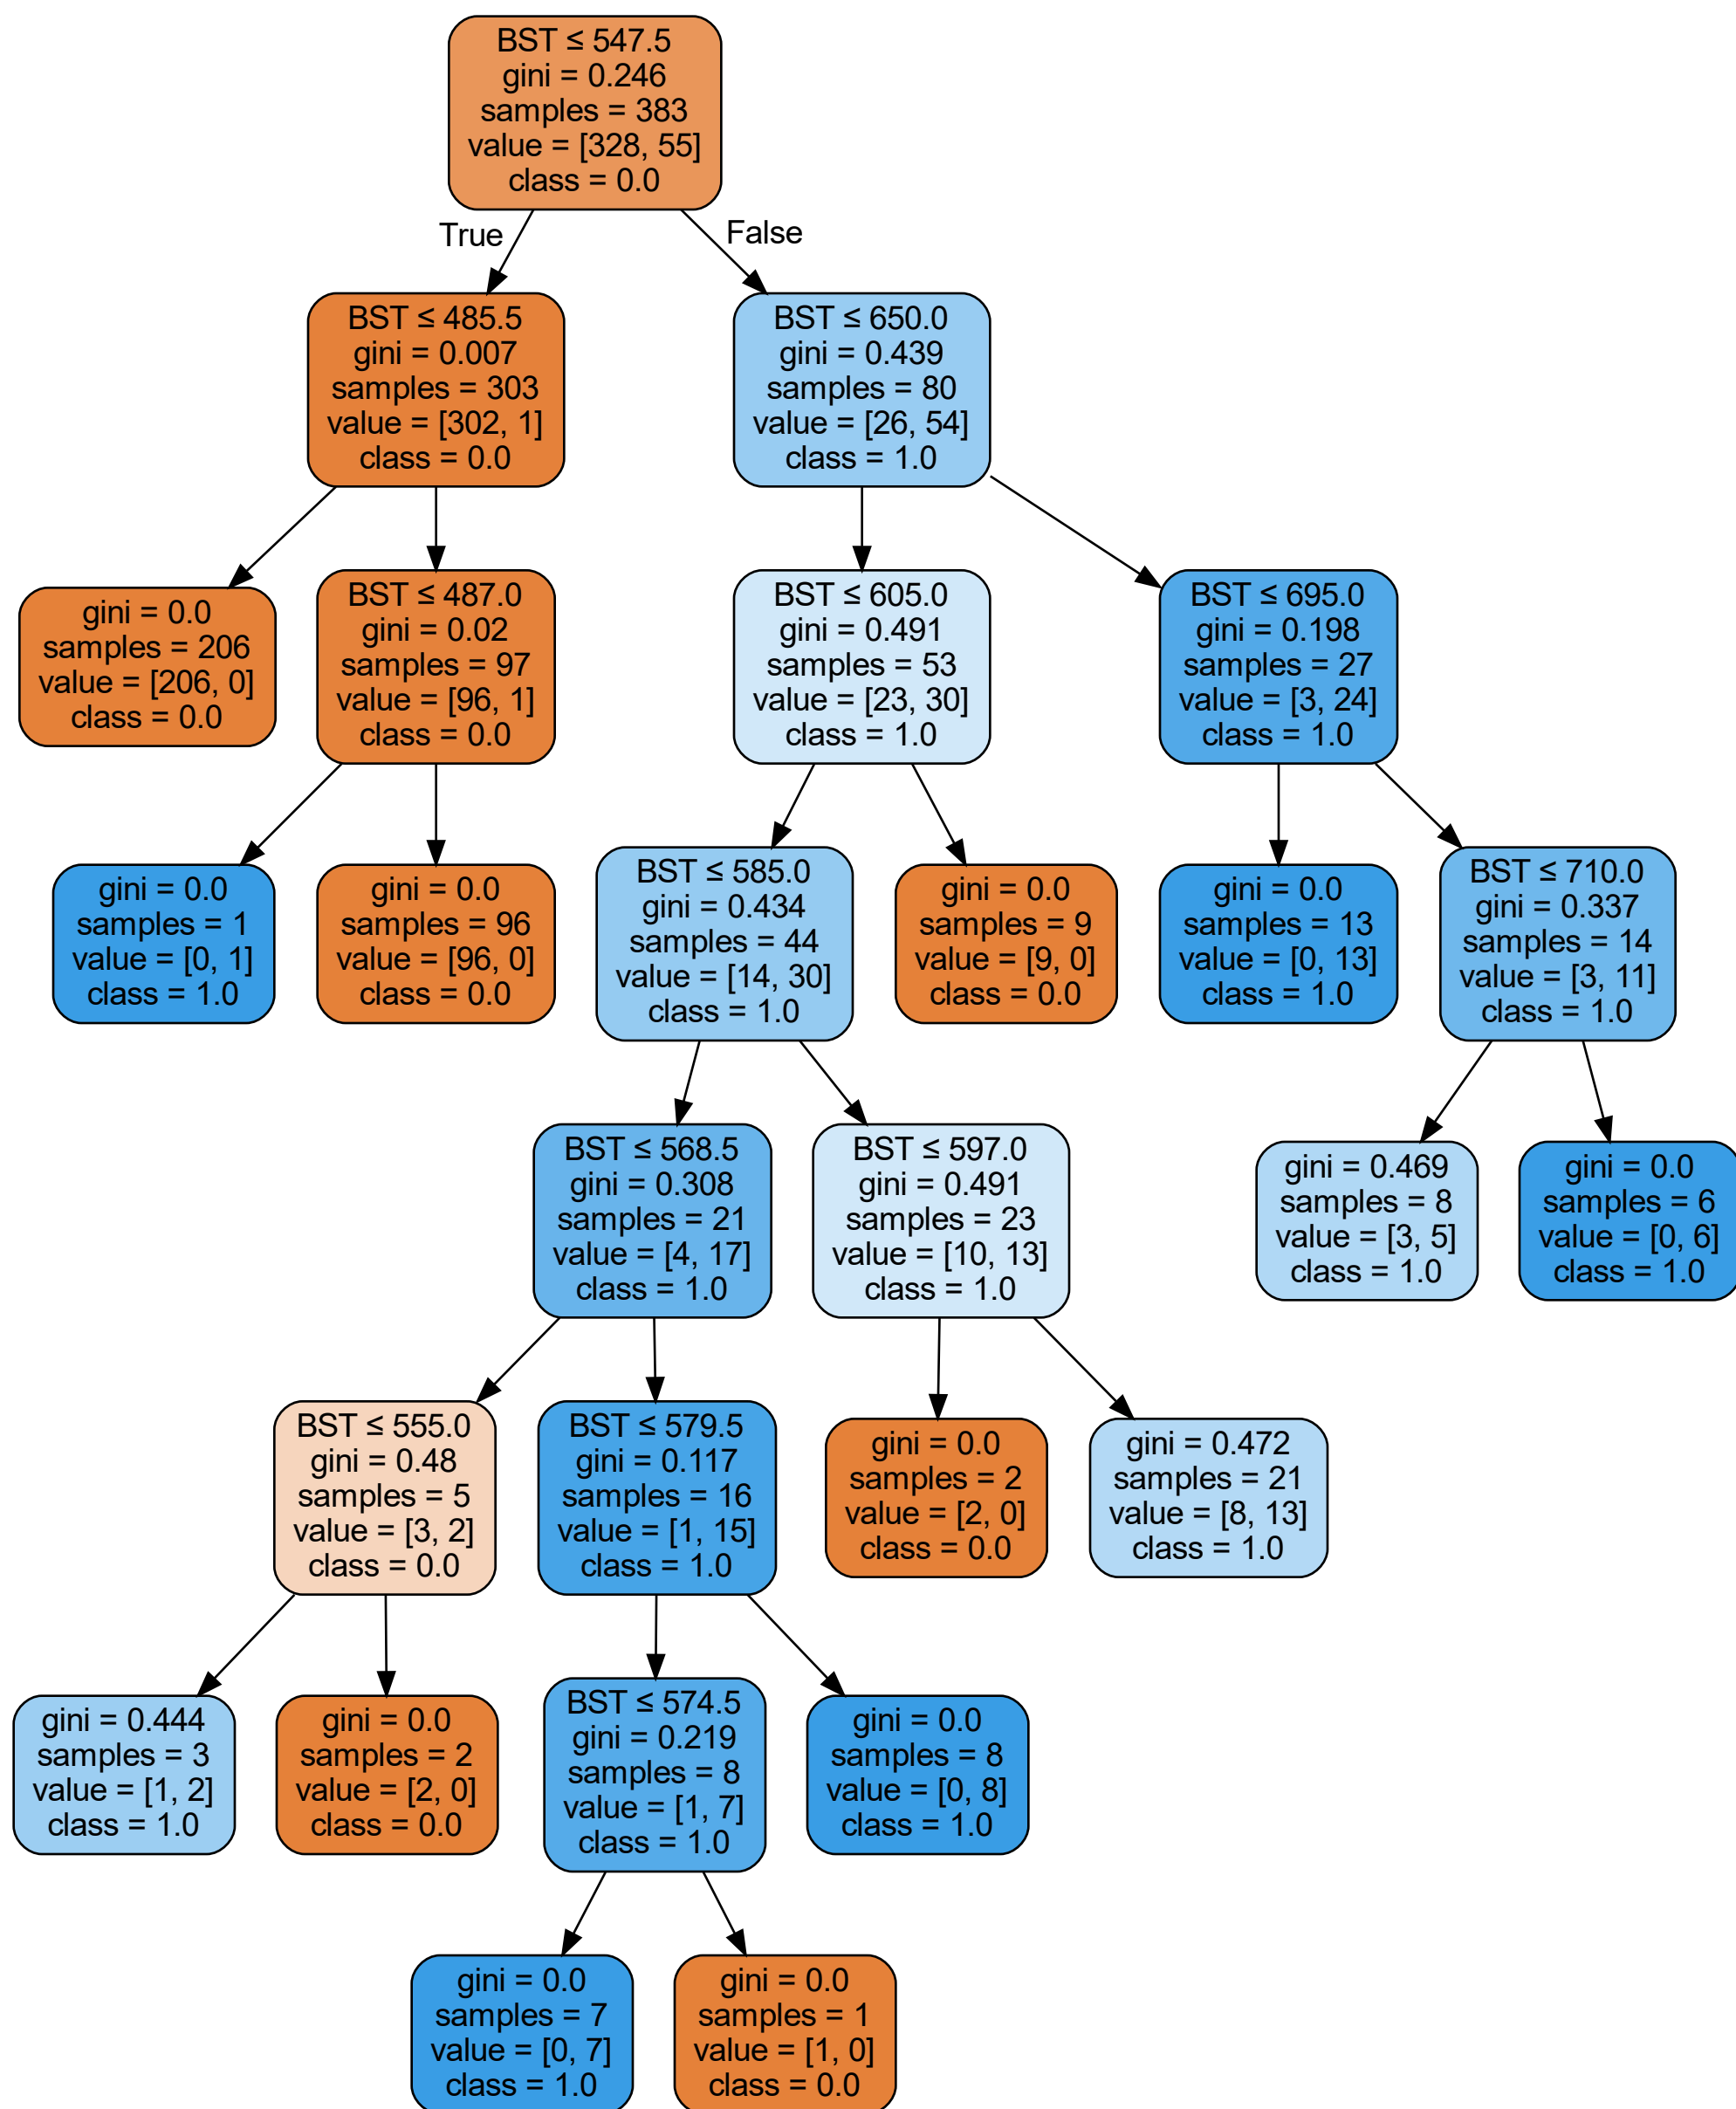 BST ≤ 547.5
gini = 0.246
samples = 383
value = [328, 55]
class = 0.0
True
False
BST ≤ 485.5
gini = 0.007
samples = 303
value = [302, 1]
class = 0.0
BST ≤ 650.0
gini = 0.439
samples = 80
value = [26, 54]
class = 1.0
gini = 0.0
samples = 206
value = [206, 0]
class = 0.0
BST ≤ 487.0
gini = 0.02
samples = 97
value = [96, 1]
class = 0.0
BST ≤ 605.0
gini = 0.491
samples = 53
value = [23, 30]
class = 1.0
BST ≤ 695.0
gini = 0.198
samples = 27
value = [3, 24]
class = 1.0
gini = 0.0
samples = 1
value = [0, 1]
class = 1.0
gini = 0.0
samples = 96
value = [96, 0]
class = 0.0
BST ≤ 585.0
gini = 0.434
samples = 44
value = [14, 30]
class = 1.0
gini = 0.0
samples = 9
value = [9, 0]
class = 0.0
gini = 0.0
samples = 13
value = [0, 13]
class = 1.0
BST ≤ 710.0
gini = 0.337
samples = 14
value = [3, 11]
class = 1.0
BST ≤ 568.5
gini = 0.308
samples = 21
value = [4, 17]
class = 1.0
BST ≤ 597.0
gini = 0.491
samples = 23
value = [10, 13]
class = 1.0
gini = 0.469
samples = 8
value = [3, 5]
class = 1.0
gini = 0.0
samples = 6
value = [0, 6]
class = 1.0
BST ≤ 555.0
gini = 0.48
samples = 5
value = [3, 2]
class = 0.0
BST ≤ 579.5
gini = 0.117
samples = 16
value = [1, 15]
class = 1.0
gini = 0.0
samples = 2
value = [2, 0]
class = 0.0
gini = 0.472
samples = 21
value = [8, 13]
class = 1.0
gini = 0.444
samples = 3
value = [1, 2]
class = 1.0
gini = 0.0
samples = 2
value = [2, 0]
class = 0.0
BST ≤ 574.5
gini = 0.219
samples = 8
value = [1, 7]
class = 1.0
gini = 0.0
samples = 8
value = [0, 8]
class = 1.0
gini = 0.0
samples = 7
value = [0, 7]
class = 1.0
gini = 0.0
samples = 1
value = [1, 0]
class = 0.0